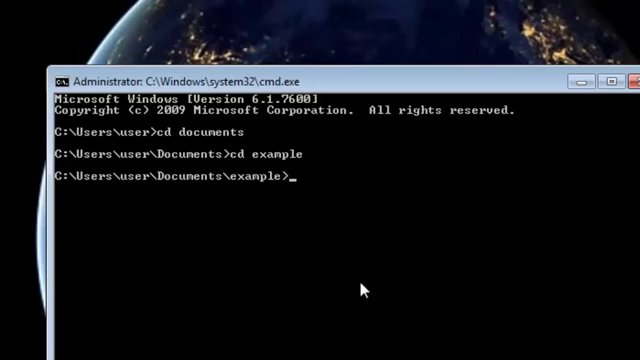 Administrator: C:\Windows\system32\cmd.exe
Microsoft Windows [Version 6.1.7600]
Copyright (c) 2009 Microsoft Corporation.  All rights reserved.
C:\Users\user>cd documents
C:\Users\user\Documents>cd example
C:\Users\user\Documents\example>_